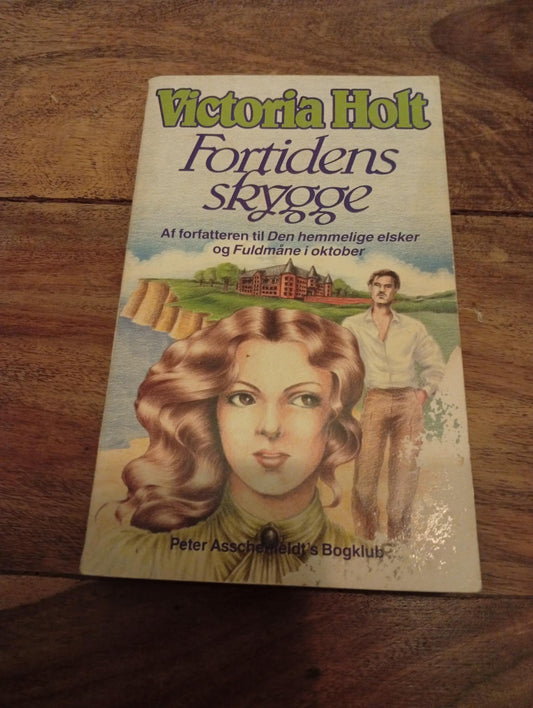 Victoria Holt
Fortidens
skygge
Af forfatteren til Den hemmelige elsker
og Fuldmåne i oktober
Peter Asschenfeldt's Bogklub